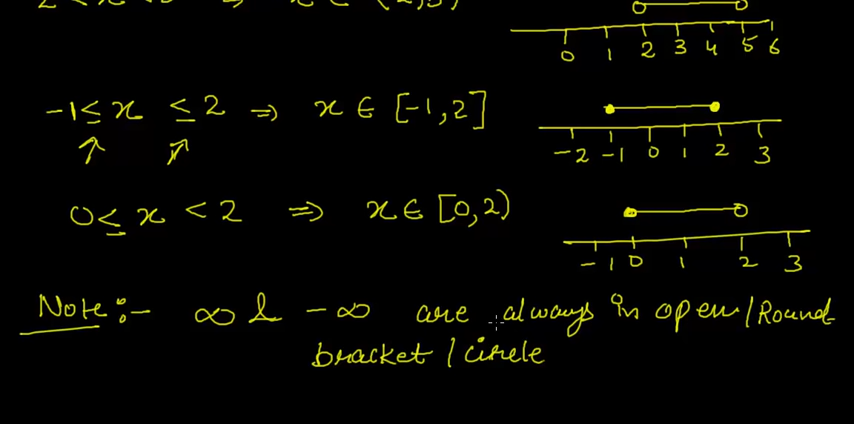 0 1 2 3 4 5 6
-1 ≤ x ≤ 2 ⇒ x ∈ [-1, 2]
-2 -1 0 1 2 3
0 ≤ x < 2 ⇒ x ∈ [0, 2)
-1 0 1 2 3
Note :- ∞ & -∞ are always in open/Round
bracket / circle